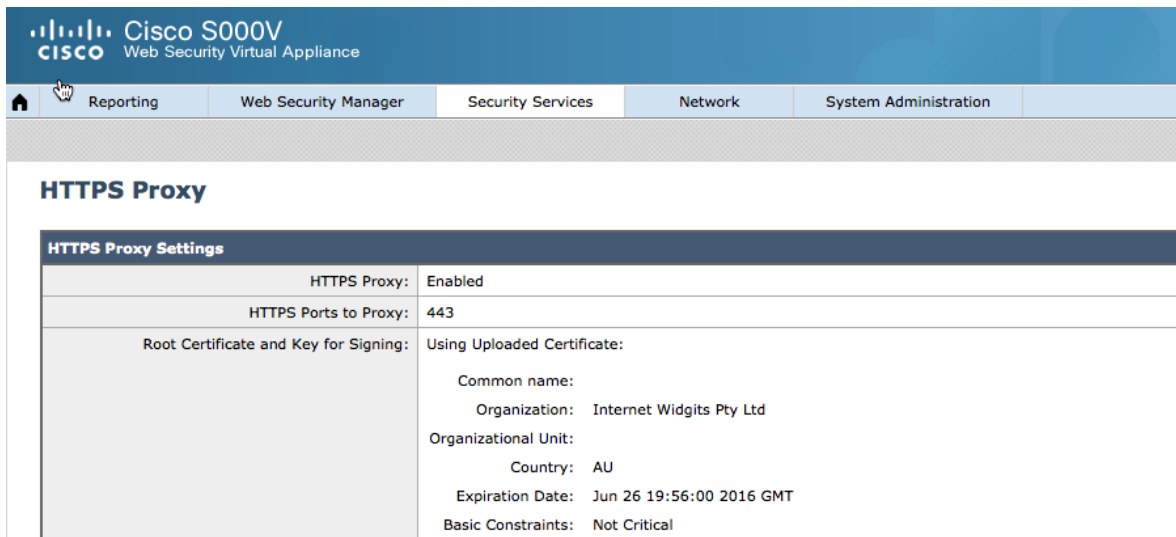 Cisco S000V
CISCO Web Security Virtual Appliance
Reporting Web Security Manager Security Services Network System Administration
HTTPS Proxy
HTTPS Proxy Settings
HTTPS Proxy: Enabled
HTTPS Ports to Proxy: 443
Root Certificate and Key for Signing: Using Uploaded Certificate:
Common name:
Organization: Internet Widgits Pty Ltd
Organizational Unit:
Country: AU
Expiration Date: Jun 26 19:56:00 2016 GMT
Basic Constraints: Not Critical